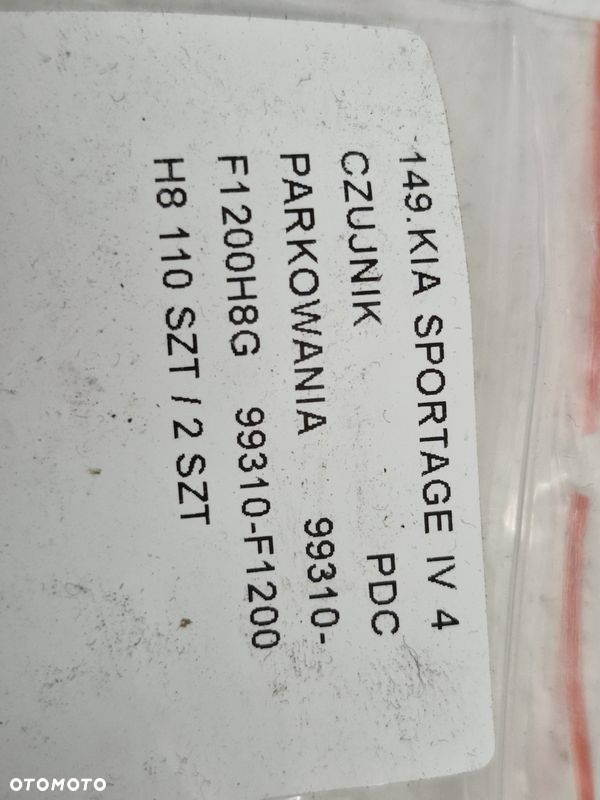 149.KIA SPORTAGE IV 4
CZUJNIK PDC
PARKOWANIA 99310-
F1200H8G 99310-F1200
H8 110 SZT / 2 SZT
OTOMOTO